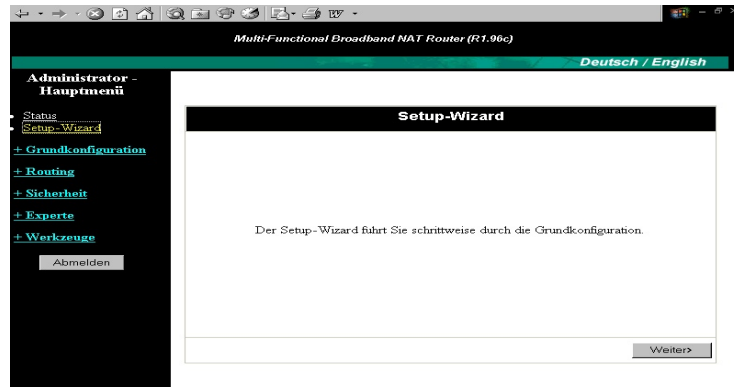 Multi-Functional Broadband NAT Router (R1.96c)
Deutsch / English
Administrator -
Hauptmenü
Status
Setup-Wizard
+ Grundkonfiguration
+ Routing
+ Sicherheit
+ Experte
+ Werkzeuge
Abmelden
Setup-Wizard
Der Setup-Wizard führt Sie schrittweise durch die Grundkonfiguration.
Weiter>